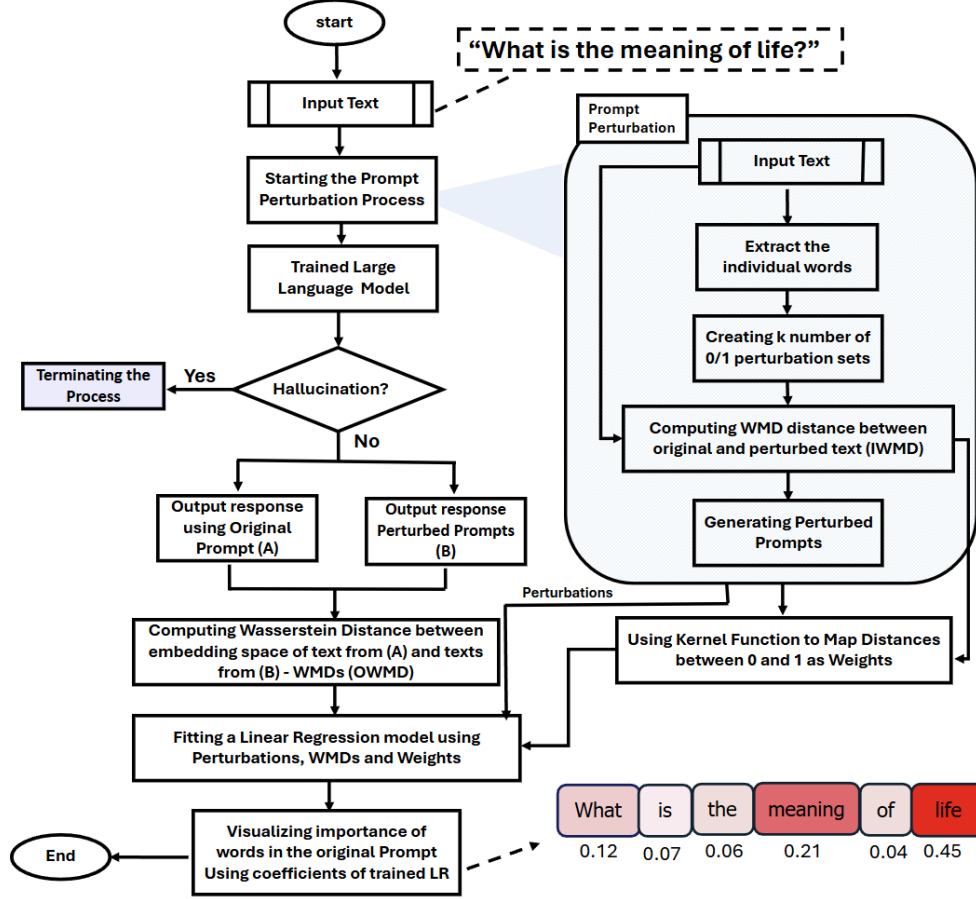 start
“What is the meaning of life?”
Input Text
Starting the Prompt
Perturbation Process
Trained Large
Language Model
Hallucination?
Yes
Terminating the
Process
No
Output response
using Original
Prompt (A)
Output response
Perturbed Prompts
(B)
Computing Wasserstein Distance between
embedding space of text from (A) and texts
from (B) - WMDs (OWMD)
Fitting a Linear Regression model using
Perturbations, WMDs and Weights
Visualizing importance of
words in the original Prompt
Using coefficients of trained LR
End
Prompt
Perturbation
Input Text
Extract the
individual words
Creating k number of
0/1 perturbation sets
Computing WMD distance between
original and perturbed text (IWMD)
Generating Perturbed
Prompts
Perturbations
Using Kernel Function to Map Distances
between 0 and 1 as Weights
What is the meaning of life
0.12 0.07 0.06 0.21 0.04 0.45